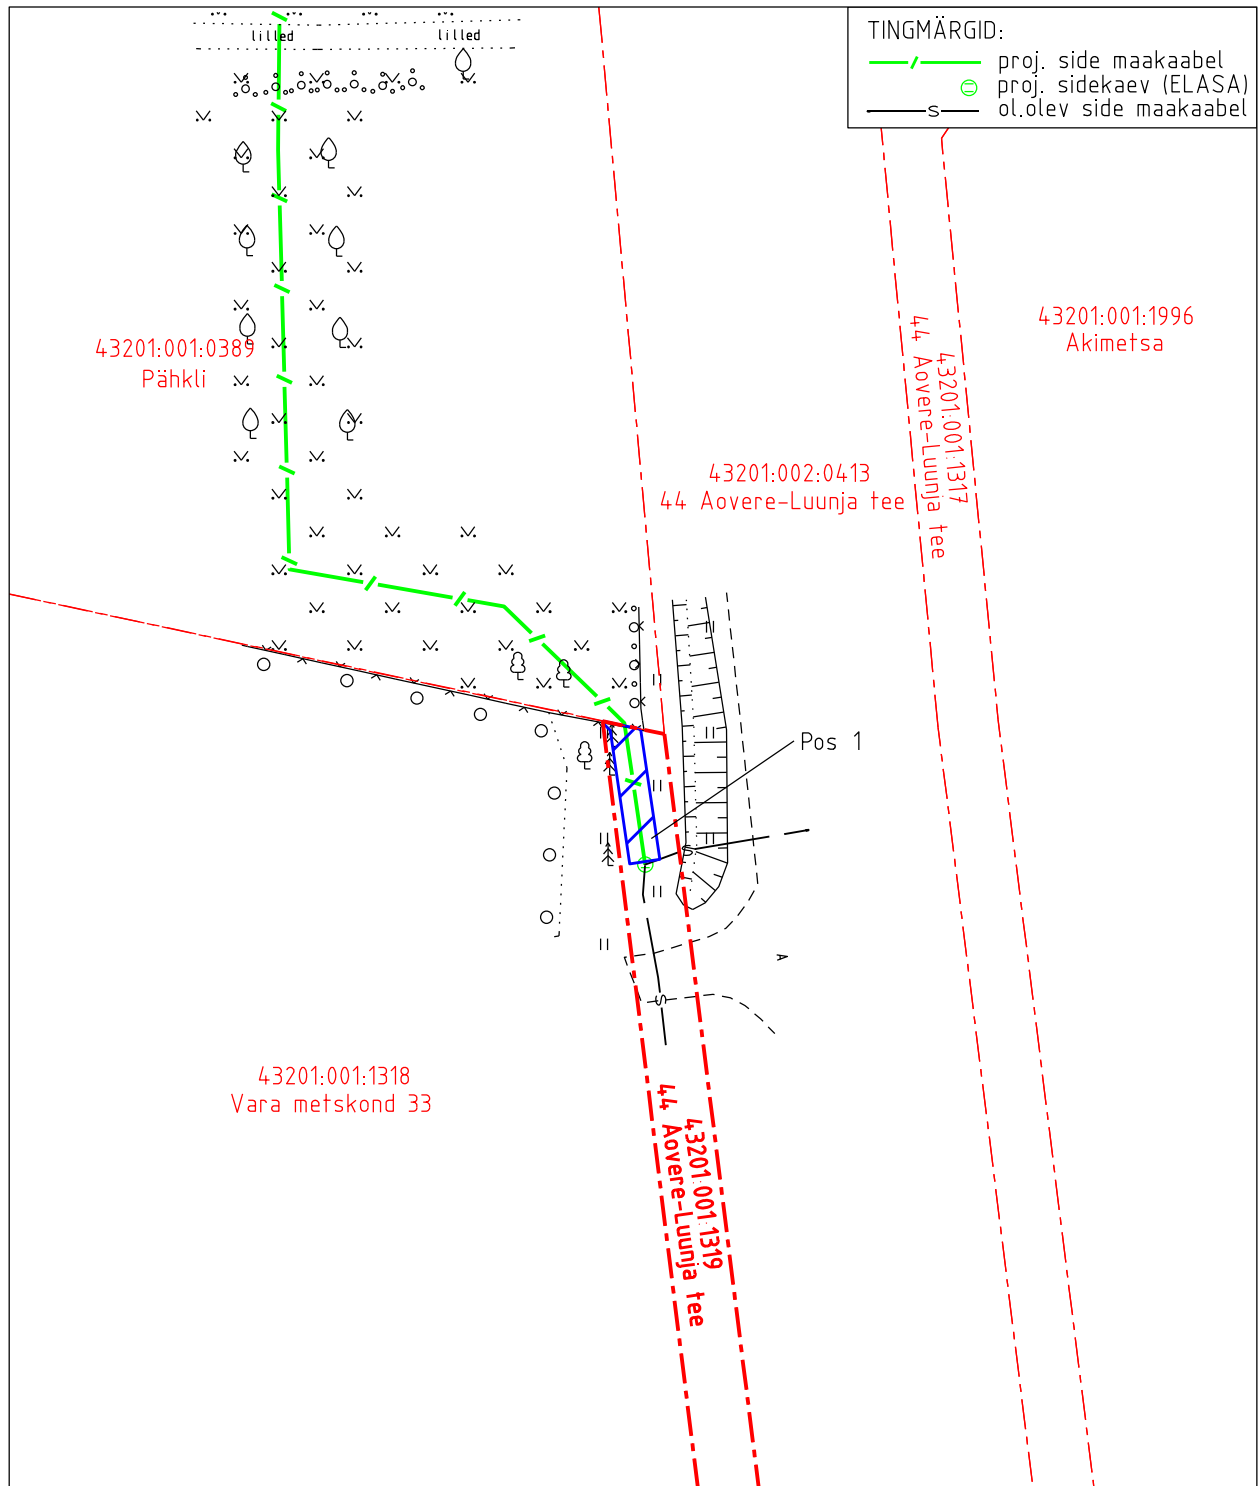 TINGMÄRGID:
proj. side maakaabel
proj. sidekaev (ELASA)
S
ol.olev side maakaabel
lilled
lilled
43201:001:0389
Pähkli
43201:001:1996
Akimetsa
43201:001:1317
44 Aovere-Luunja tee
43201:002:0413
44 Aovere-Luunja tee
Pos 1
S
A
S
43201:001:1318
Vara metskond 33
43201:001:1319
44 Aovere-Luunja tee